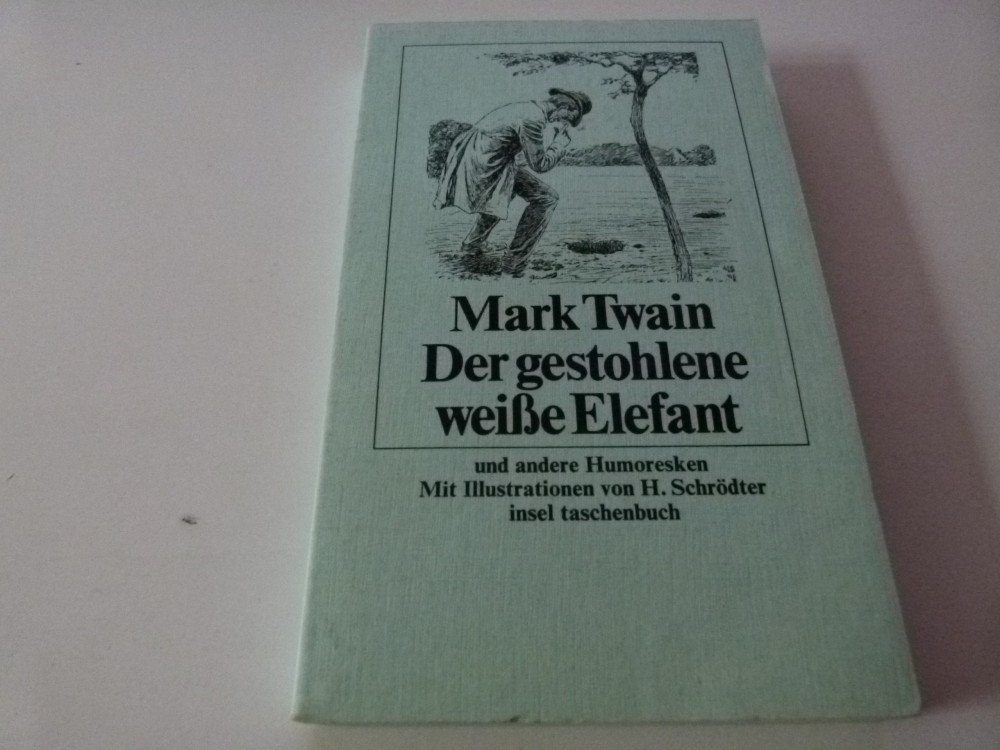 Mark Twain
Der gestohlene
weiße Elefant
und andere Humoresken
Mit Illustrationen von H. Schrödter
insel taschenbuch